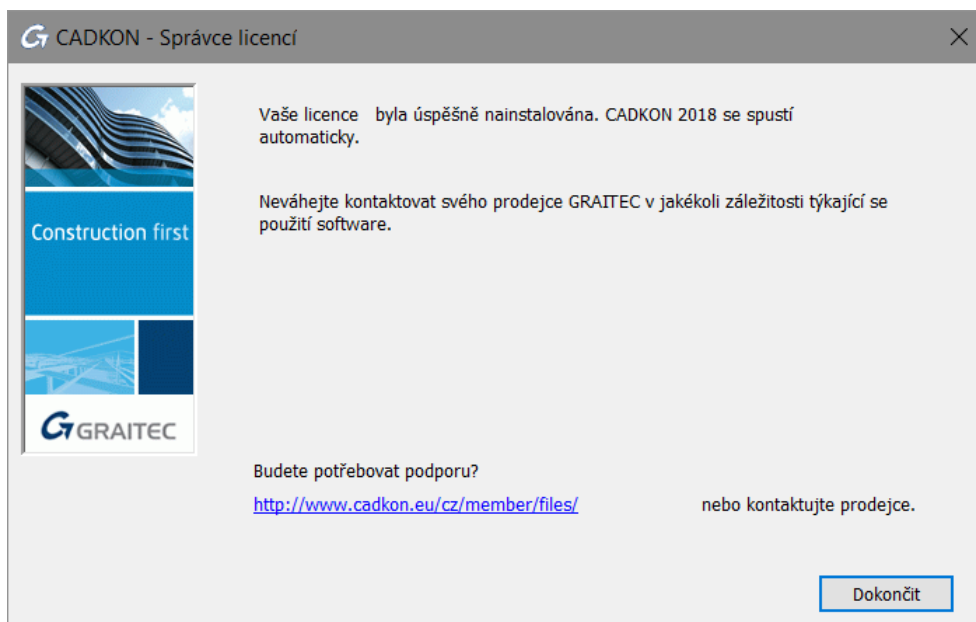 CADKON - Správce licencí
Vaše licence byla úspěšně nainstalována. CADKON 2018 se spustí
automaticky.
Neváhejte kontaktovat svého prodejce GRAITEC v jakékoli záležitosti týkající se
použití software.
Construction first
GRAITEC
Budete potřebovat podporu?
http://www.cadkon.eu/cz/member/files/ nebo kontaktujte prodejce.
Dokončit